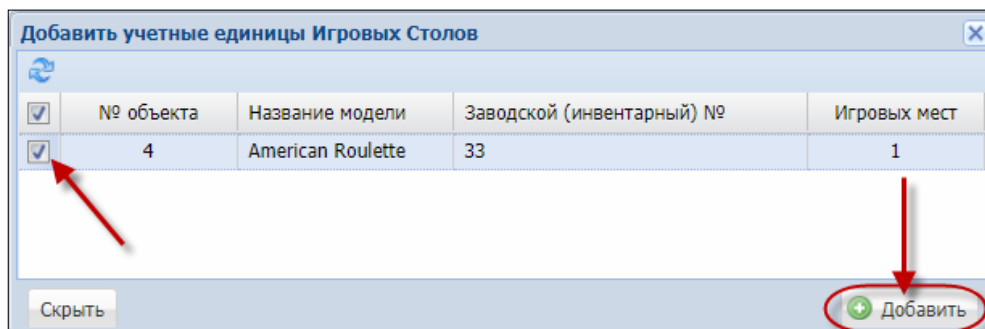 Добавить учетные единицы Игровых Столов
№ объекта Название модели Заводской (инвентарный) № Игровых мест
4 American Roulette 33 1
Скрыть Добавить